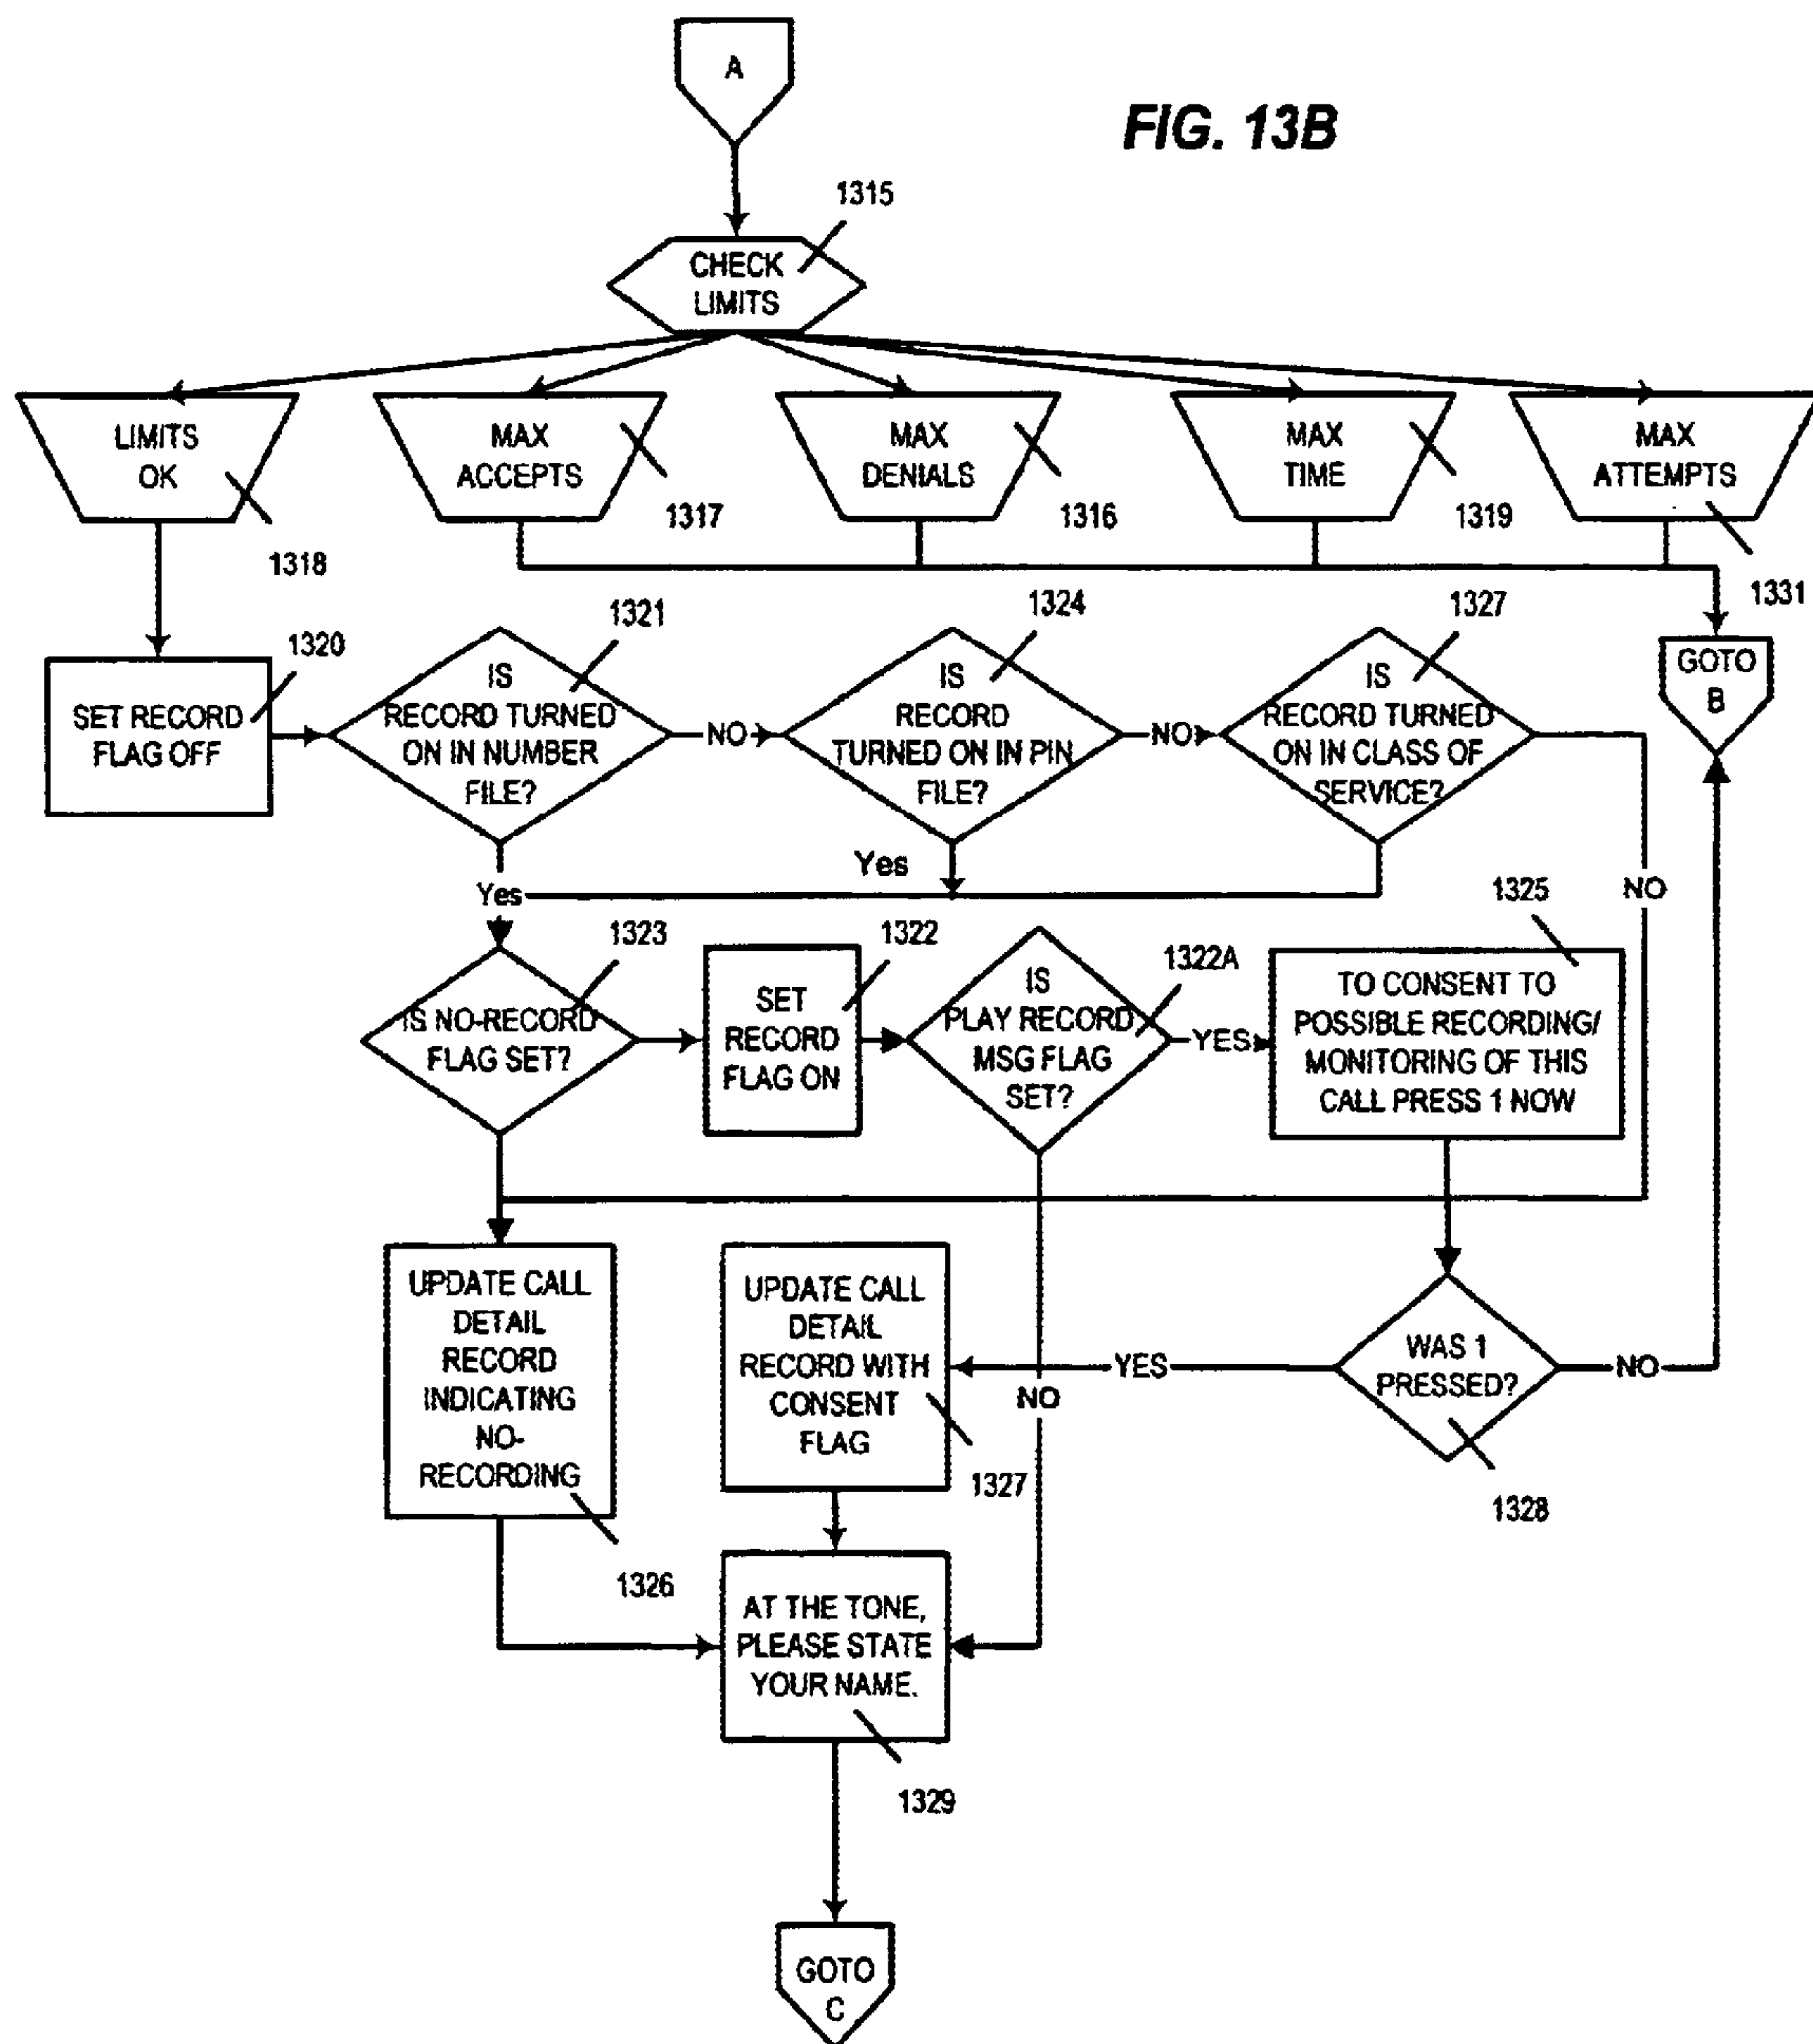 A
FIG. 13B
1315
CHECK
LIMITS
LIMITS
OK
1318
MAX
ACCEPTS
1317
MAX
DENIALS
1316
MAX
TIME
1319
MAX
ATTEMPTS
1331
GOTO
B
1320
SET RECORD
FLAG OFF
1321
IS
RECORD TURNED
ON IN NUMBER
FILE?
NO
1324
IS
RECORD
TURNED ON IN PIN
FILE?
NO
1327
IS
RECORD TURNED
ON IN CLASS OF
SERVICE?
Yes
Yes
NO
1323
IS NO-RECORD
FLAG SET?
1322
SET
RECORD
FLAG ON
1322A
IS
PLAY RECORD
MSG FLAG
SET?
YES
1325
TO CONSENT TO
POSSIBLE RECORDING/
MONITORING OF THIS
CALL PRESS 1 NOW
UPDATE CALL
DETAIL
RECORD
INDICATING
NO-
RECORDING
1326
UPDATE CALL
DETAIL
RECORD WITH
CONSENT
FLAG
1327
NO
YES
WAS 1
PRESSED?
NO
1328
AT THE TONE,
PLEASE STATE
YOUR NAME.
1329
GOTO
C